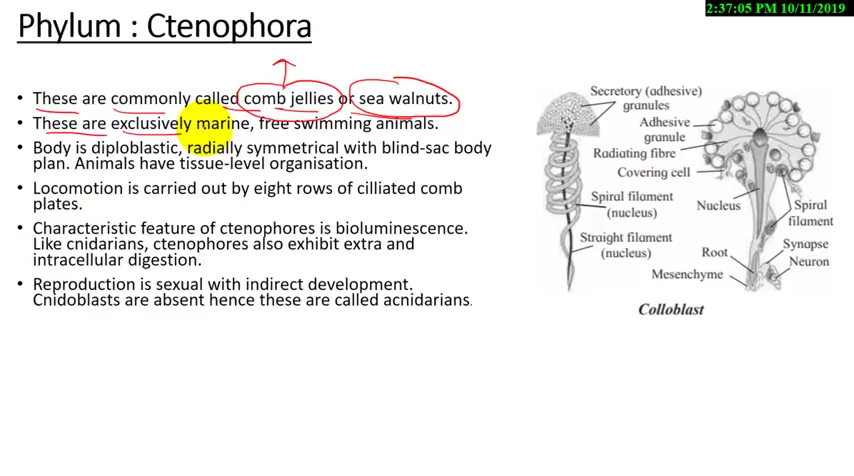 2:37:05 PM 10/11/2019
Phylum : Ctenophora
• These are commonly called comb jellies or sea walnuts.
• These are exclusively marine, free swimming animals.
• Body is diploblastic, radially symmetrical with blind-sac body
plan. Animals have tissue-level organisation.
• Locomotion is carried out by eight rows of cilliated comb
plates.
• Characteristic feature of ctenophores is bioluminescence.
Like cnidarians, ctenophores also exhibit extra and
intracellular digestion.
• Reproduction is sexual with indirect development.
Cnidoblasts are absent hence these are called acnidarians.
Secretory (adhesive)
granules
Adhesive
granule
Radiating fibre
Covering cell
Spiral filament
(nucleus)
Straight filament
(nucleus)
Nucleus
Spiral
filament
Synapse
Root
Neuron
Mesenchyme
Colloblast